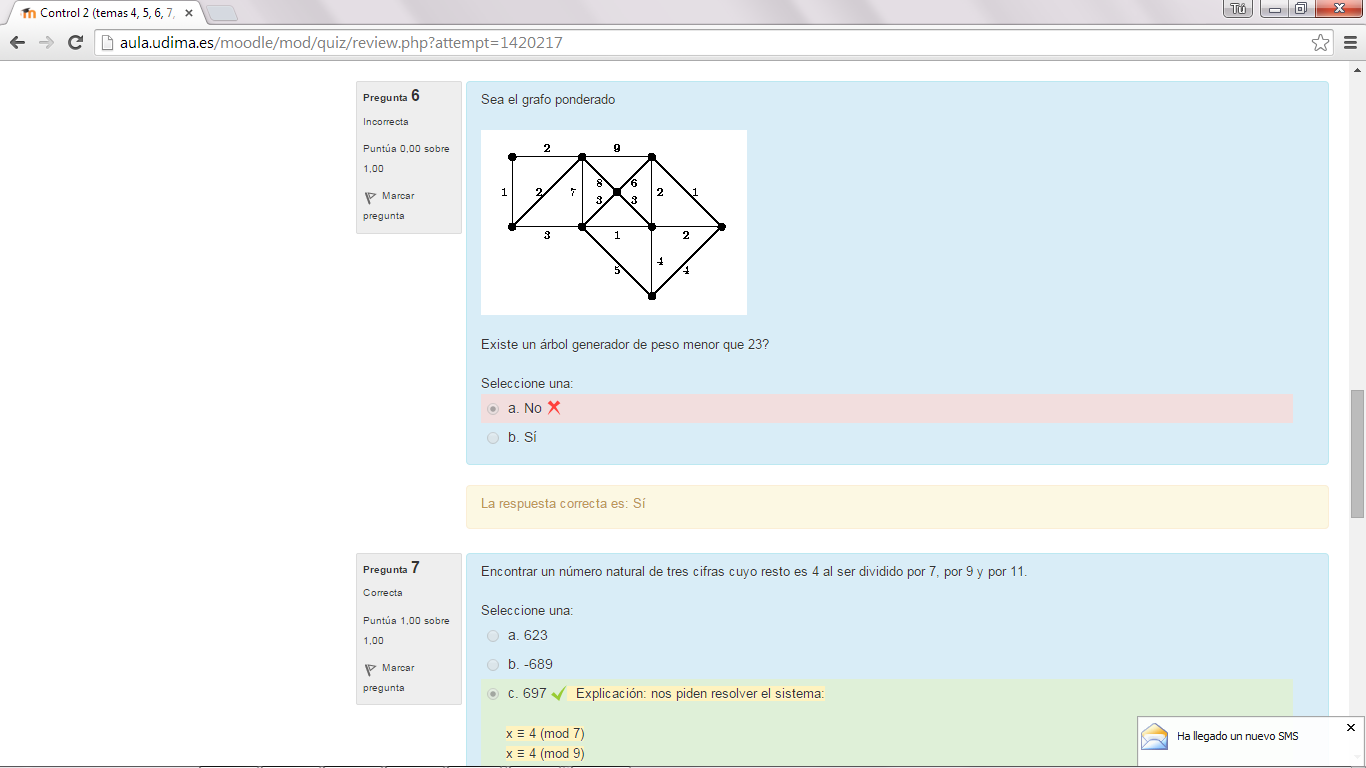 Control 2 (temas 4, 5, 6, 7,
Tú
aula.udima.es/moodle/mod/quiz/review.php?attempt=1420217
Pregunta 6
Incorrecta
Puntúa 0,00 sobre
1,00
Marcar
pregunta
Sea el grafo ponderado
2 9
1 2 7 8 6 2 1
3 3
3 1 2
4
5 4
Existe un árbol generador de peso menor que 23?
Seleccione una:
a. No
b. Sí
La respuesta correcta es: Sí
Pregunta 7
Correcta
Puntúa 1,00 sobre
1,00
Marcar
pregunta
Encontrar un número natural de tres cifras cuyo resto es 4 al ser dividido por 7, por 9 y por 11.
Seleccione una:
a. 623
b. -689
c. 697 Explicación: nos piden resolver el sistema:
x ≡ 4 (mod 7)
x ≡ 4 (mod 9)
Ha llegado un nuevo SMS